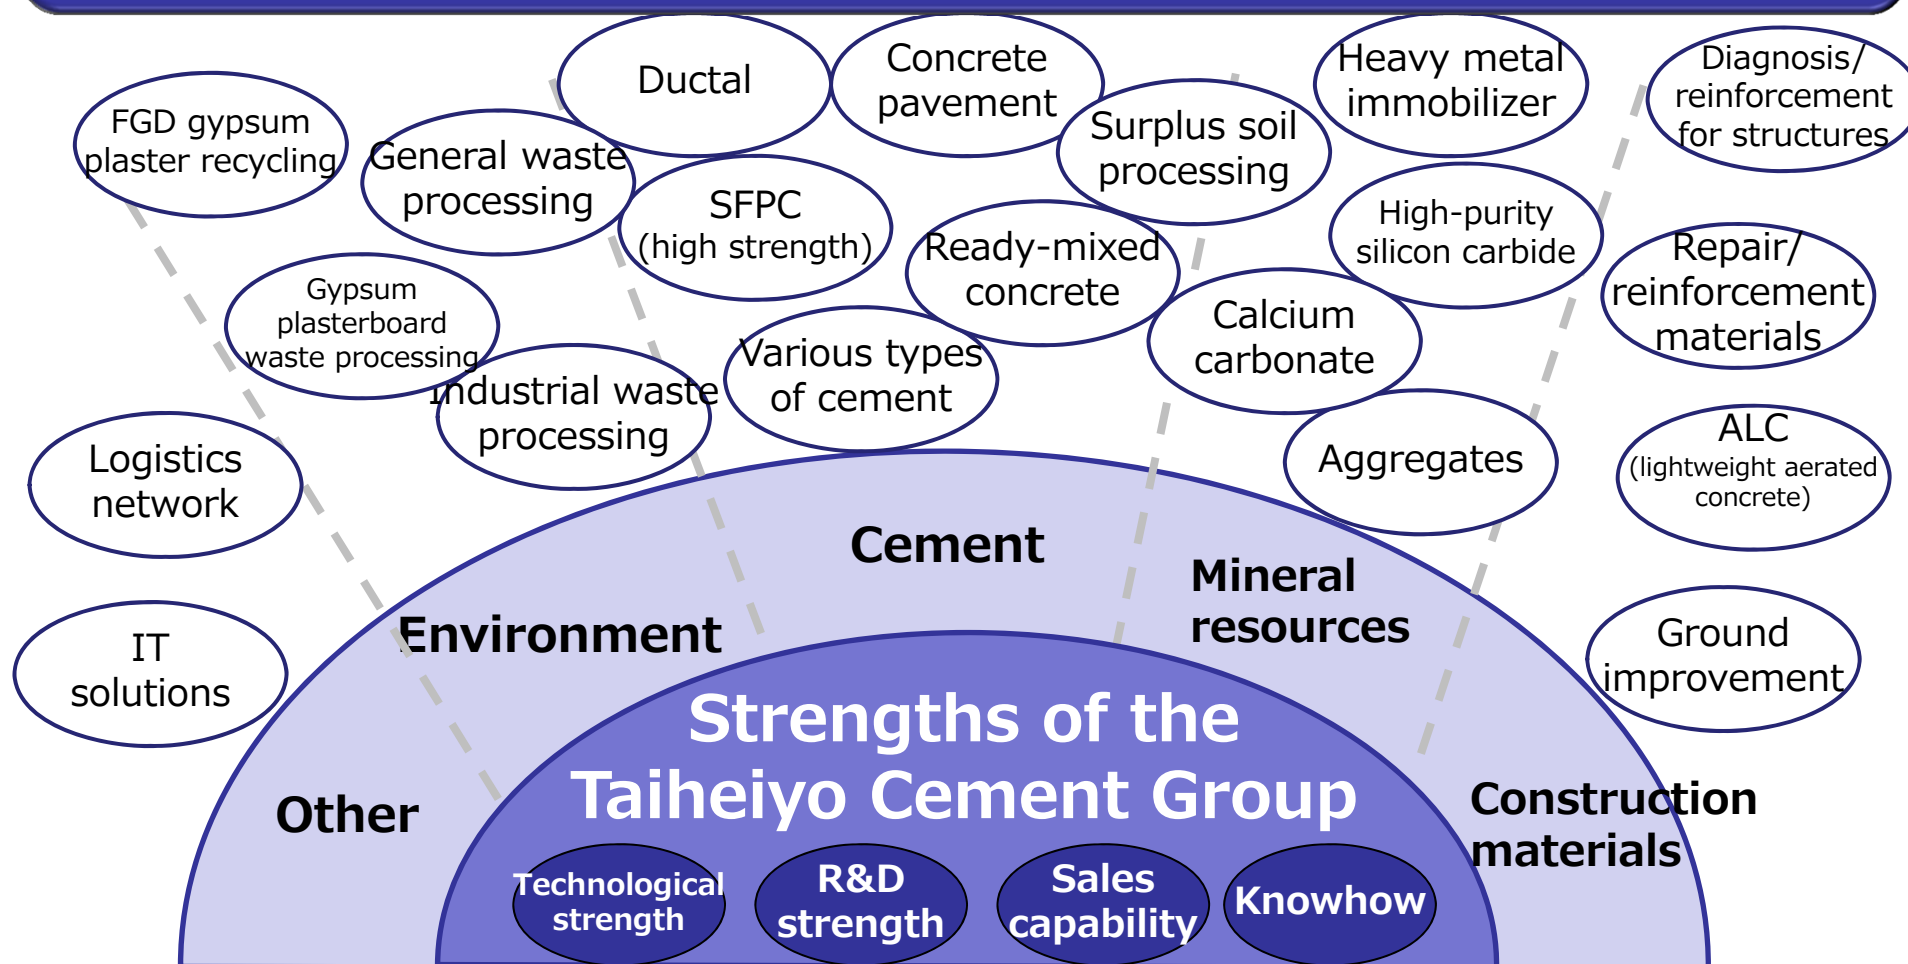 Ductal
Concrete
pavement
Heavy metal
immobilizer
Diagnosis/
reinforcement
for structures
FGD gypsum
plaster recycling
General waste
processing
Surplus soil
processing
SFPC
(high strength)
High-purity
silicon carbide
Ready-mixed
concrete
Repair/
reinforcement
materials
Gypsum
plasterboard
waste processing
Calcium
carbonate
Various types
of cement
Industrial waste
processing
Logistics
network
Aggregates
ALC
(lightweight aerated
concrete)
IT
solutions
Ground
improvement
Cement
Mineral
resources
Environment
Other
Construction
materials
Strengths of the
Taiheiyo Cement Group
Technological
strength
R&D
strength
Sales
capability
Knowhow